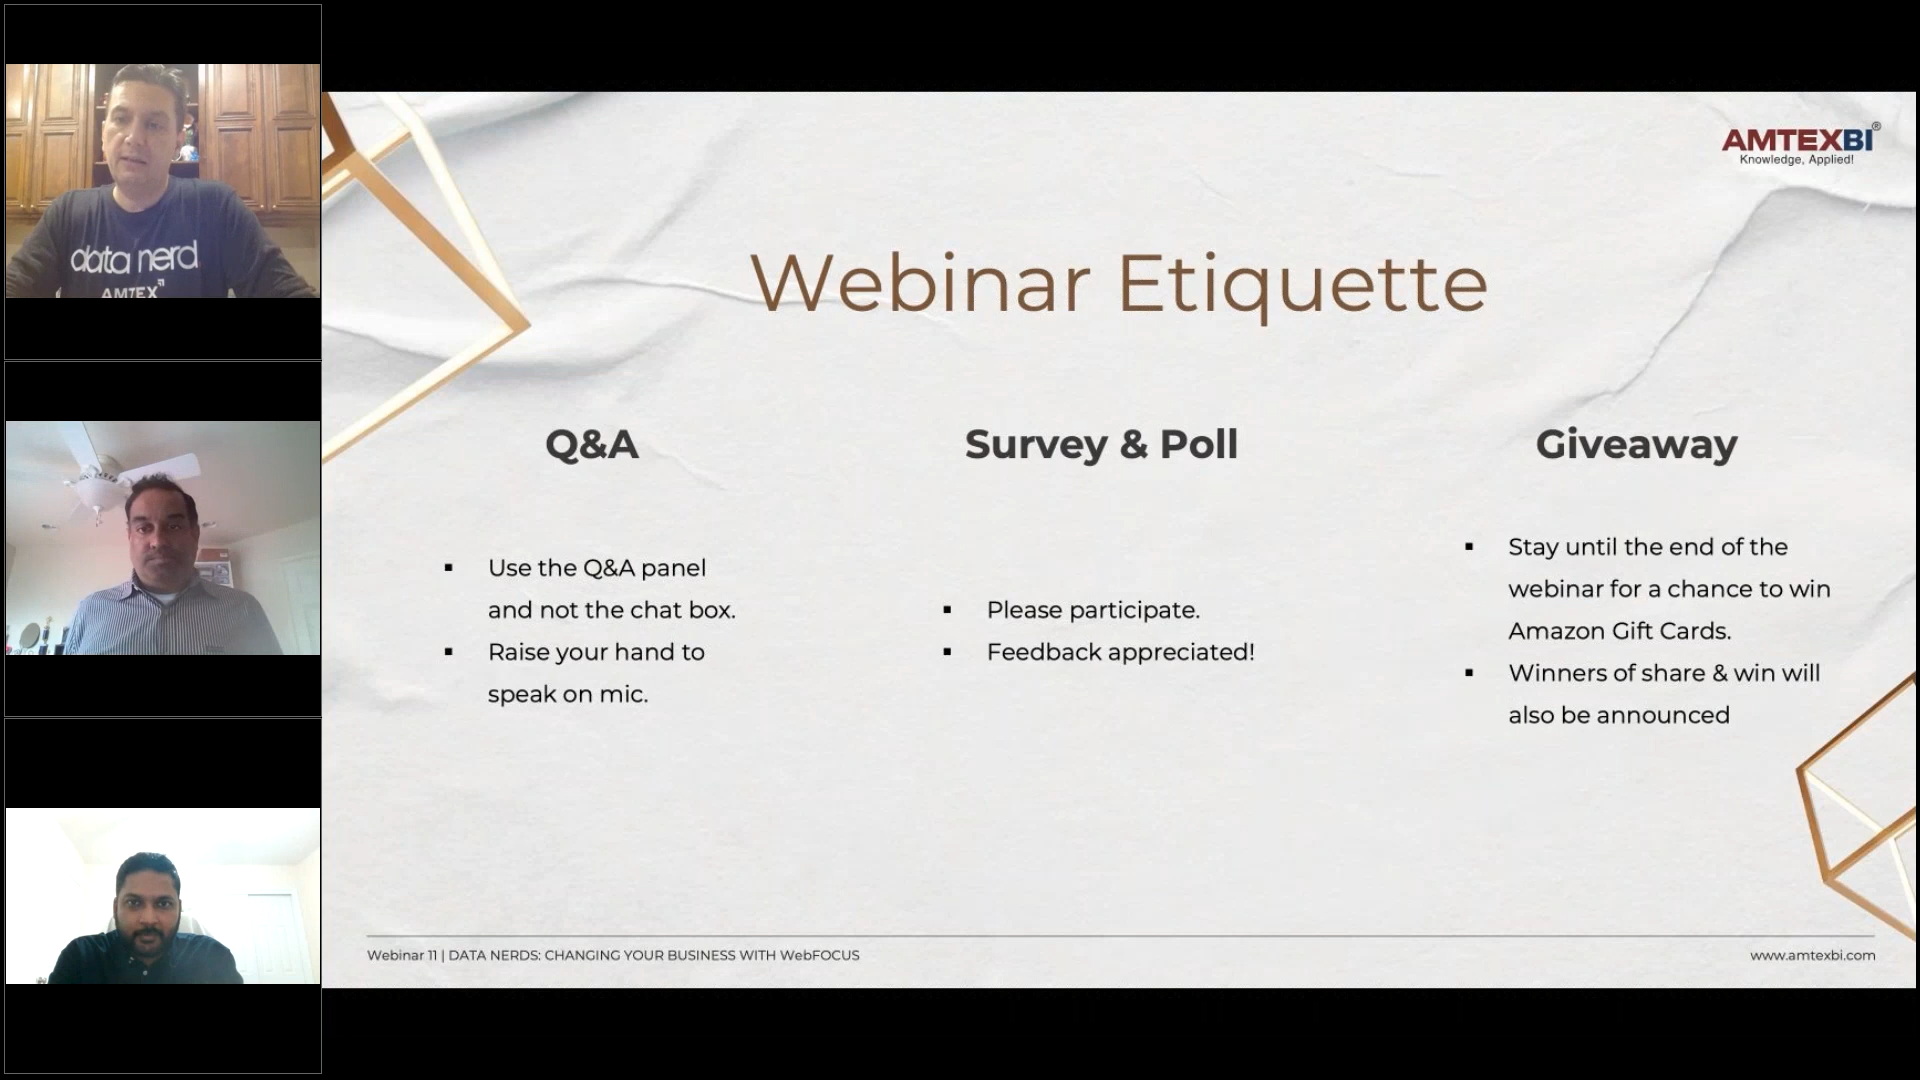 data nerd
AMTEX
AMTEXBI®
Knowledge, Applied!
Webinar Etiquette
Q&A
▪ Use the Q&A panel
and not the chat box.
▪ Raise your hand to
speak on mic.
Survey & Poll
▪ Please participate.
▪ Feedback appreciated!
Giveaway
▪ Stay until the end of the
webinar for a chance to win
Amazon Gift Cards.
▪ Winners of share & win will
also be announced
Webinar 11 | DATA NERDS: CHANGING YOUR BUSINESS WITH WebFOCUS
www.amtexbi.com